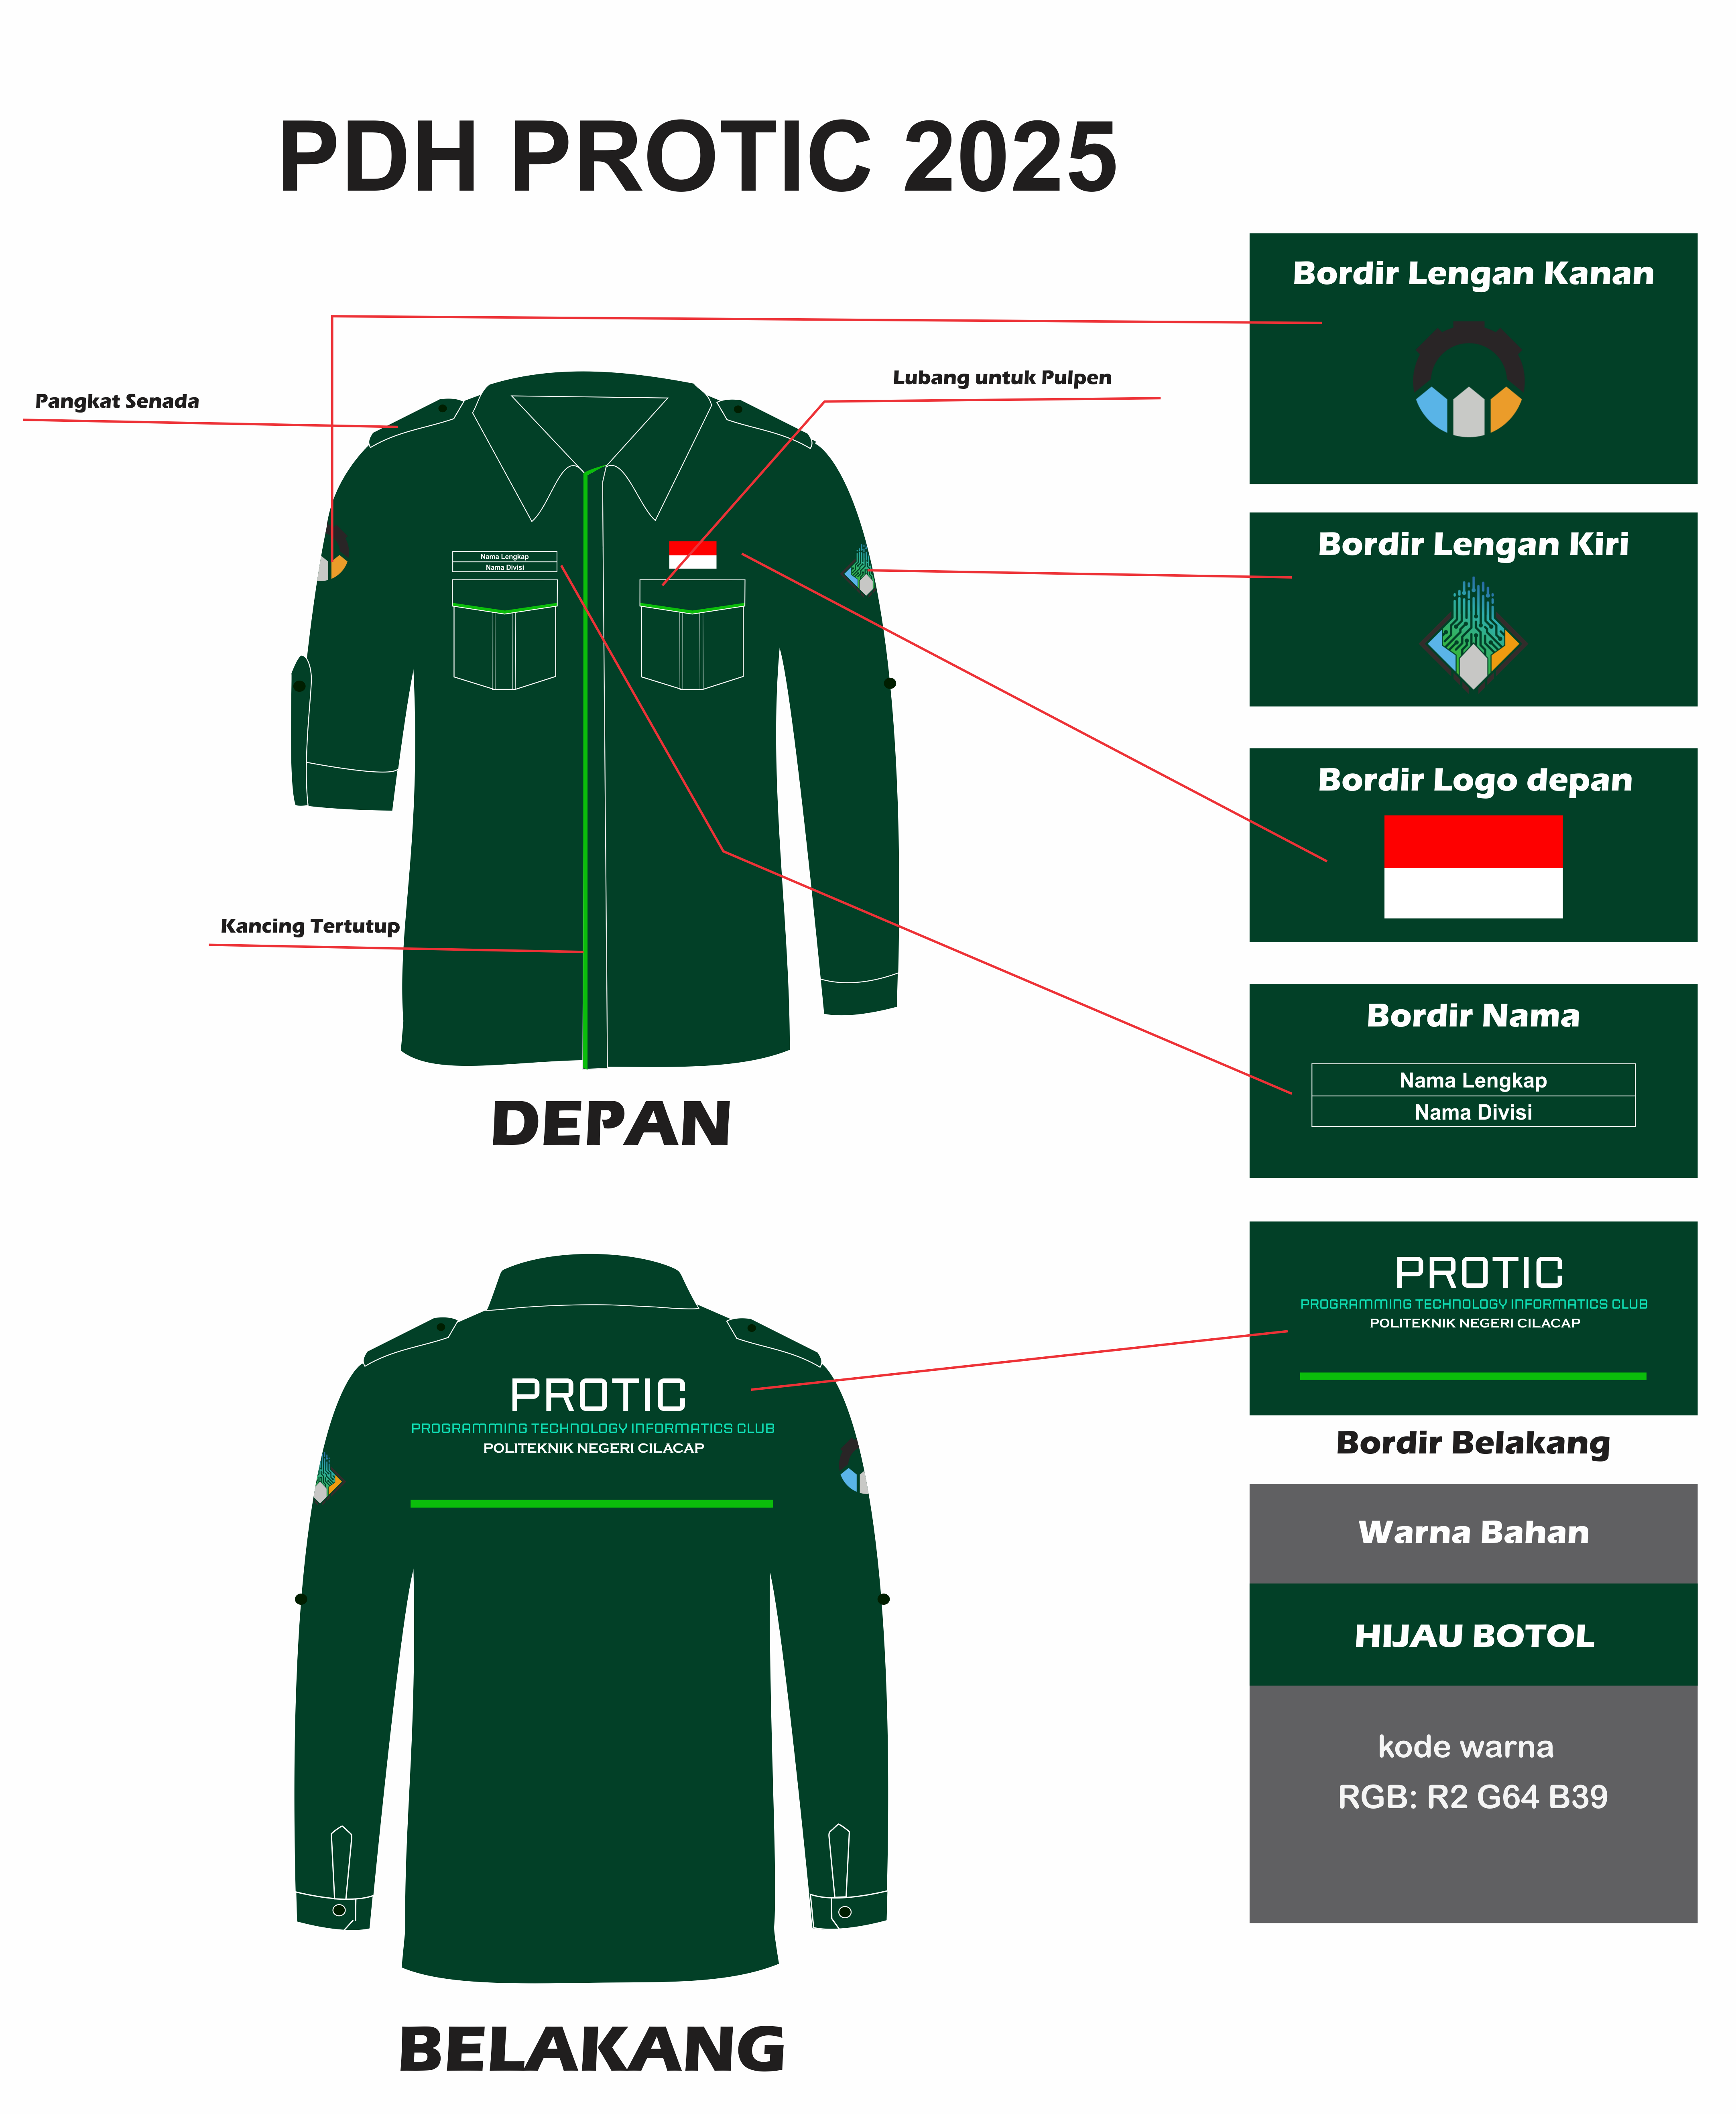 PDH PROTIC 2025
Bordir Lengan Kanan
Lubang untuk Pulpen
Pangkat Senada
Bordir Lengan Kiri
Nama Lengkap
Nama Divisi
Bordir Logo depan
Kancing Tertutup
Bordir Nama
Nama Lengkap
Nama Divisi
DEPAN
PROTIC
PROGRAMMING TECHNOLOGY INFORMATICS CLUB
POLITEKNIK NEGERI CILACAP
Bordir Belakang
PROTIC
PROGRAMMING TECHNOLOGY INFORMATICS CLUB
POLITEKNIK NEGERI CILACAP
Warna Bahan
HIJAU BOTOL
kode warna
RGB: R2 G64 B39
BELAKANG